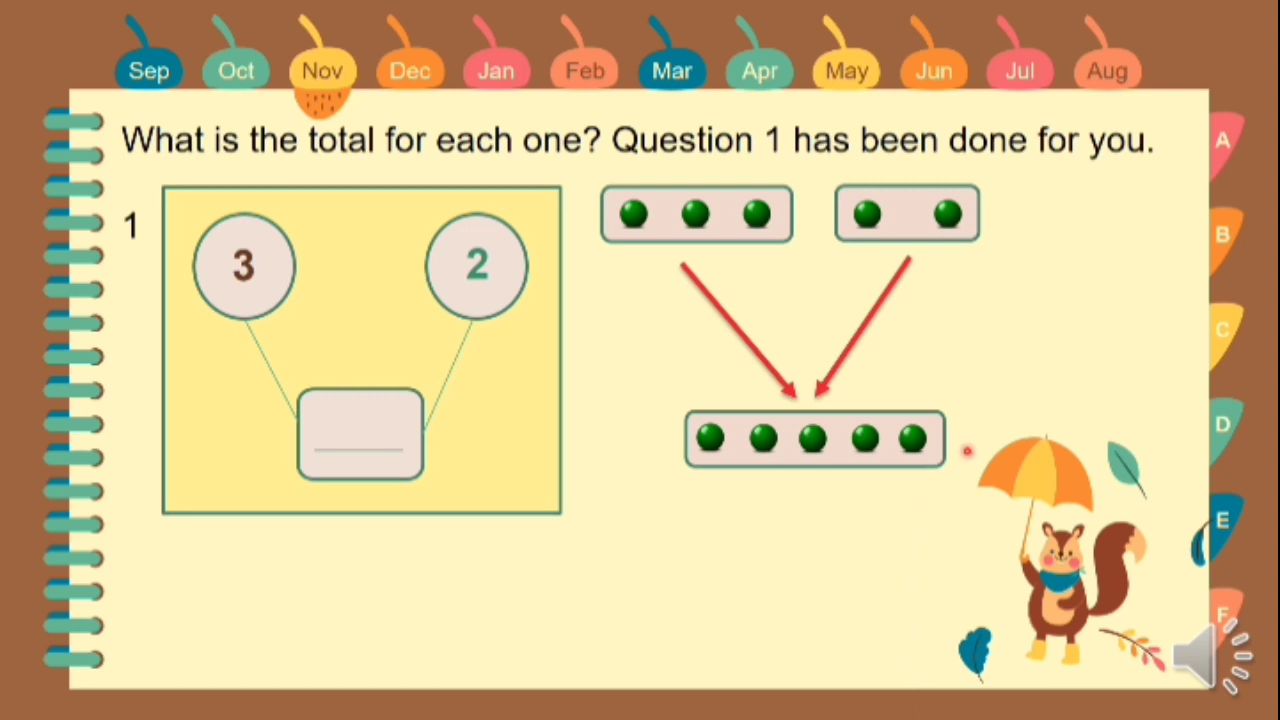 Sep Oct Nov Dec Jan Feb Mar Apr May Jun Jul Aug
What is the total for each one? Question 1 has been done for you.
1
3 2
A
B
C
D
E
F